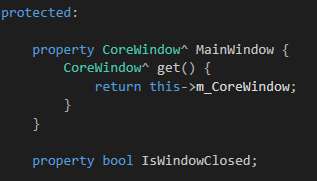 protected:
property CoreWindow^ MainWindow {
CoreWindow^ get() {
return this->m_CoreWindow;
}
}
property bool IsWindowClosed;